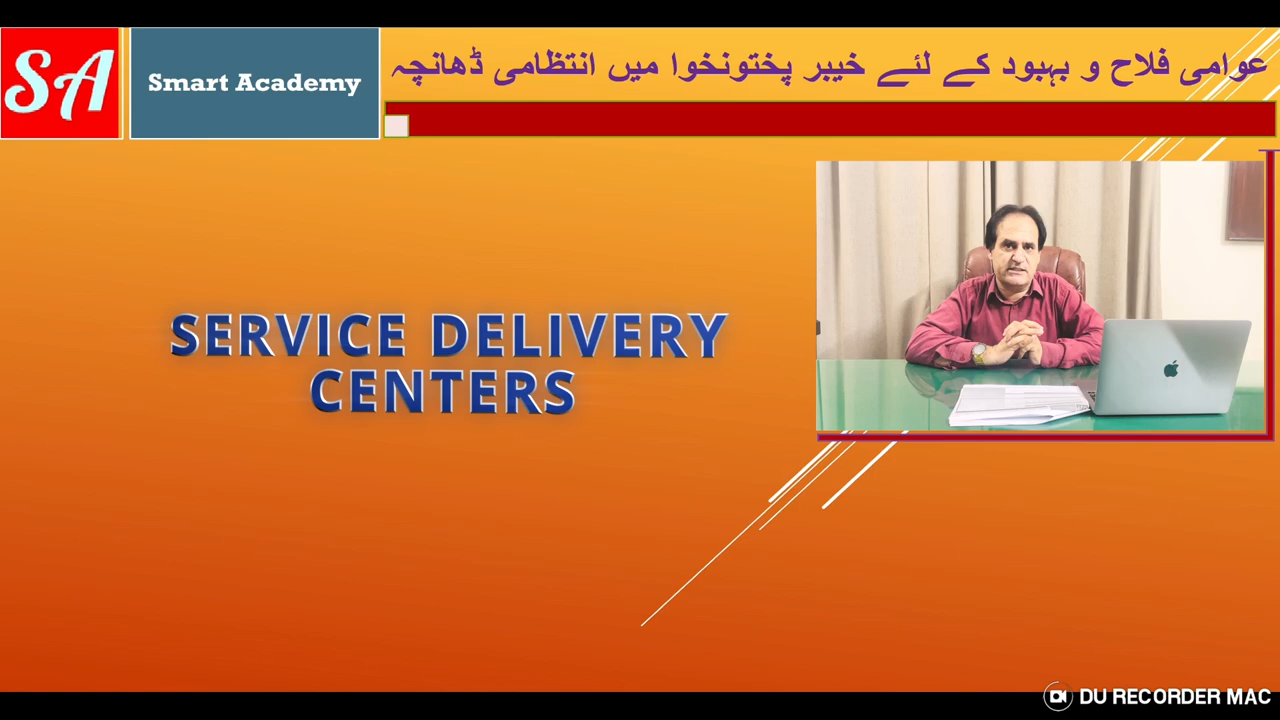 SA
Smart Academy
عوامی فلاح و بہبود کے لئے خیبر پختونخوا میں انتظامی ڈھانچہ
SERVICE DELIVERY
CENTERS
DU RECORDER MAC